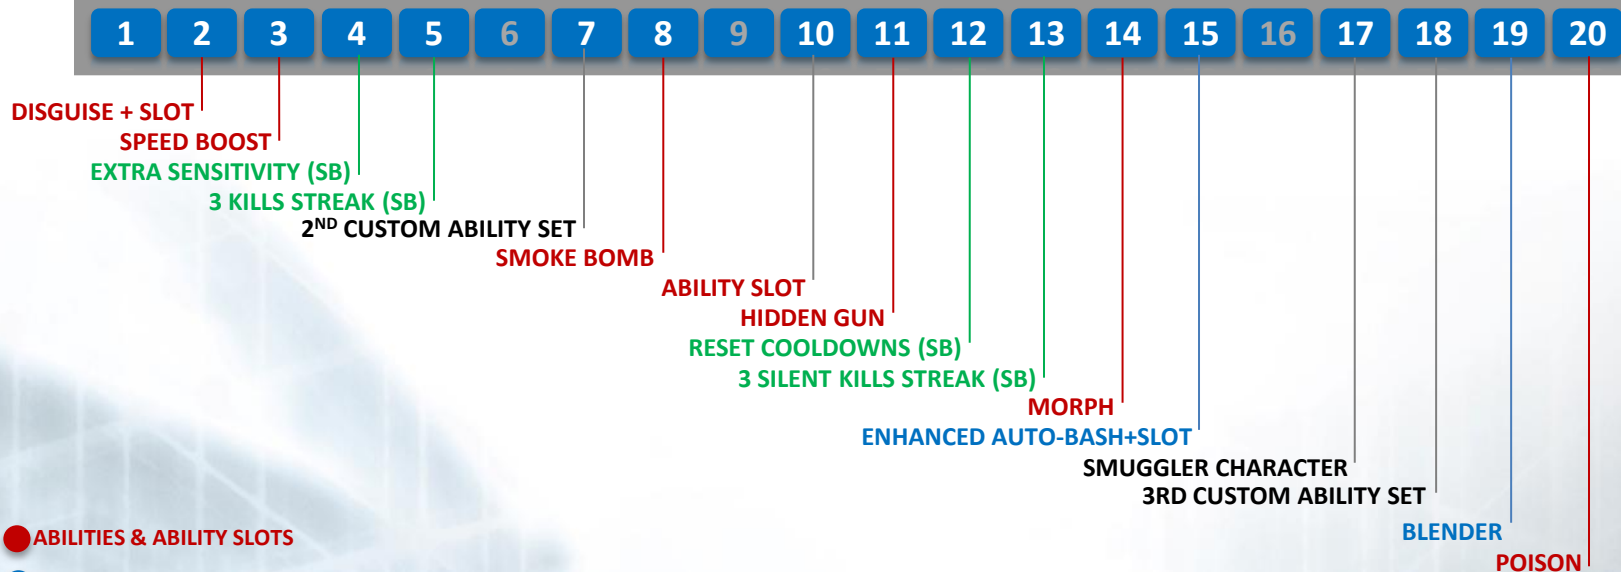 1 2 3 4 5 6 7 8 9 10 11 12 13 14 15 16 17 18 19 20
DISGUISE + SLOT
SPEED BOOST
EXTRA SENSITIVITY (SB)
3 KILLS STREAK (SB)
2ND CUSTOM ABILITY SET
SMOKE BOMB
ABILITY SLOT
HIDDEN GUN
RESET COOLDOWNS (SB)
3 SILENT KILLS STREAK (SB)
MORPH
ENHANCED AUTO-BASH+SLOT
SMUGGLER CHARACTER
3RD CUSTOM ABILITY SET
BLENDER
POISON
ABILITIES & ABILITY SLOTS